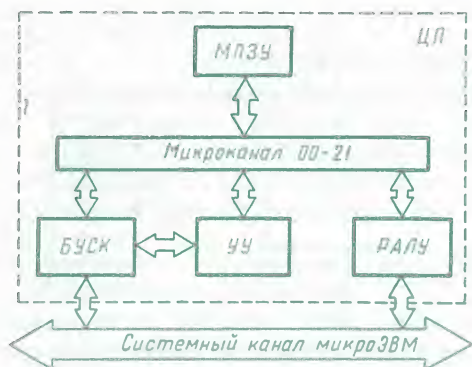 ЦП
МПЗУ
Микроканал 00-21
БУСК
УУ
РАЛУ
Системный канал микроЭВМ